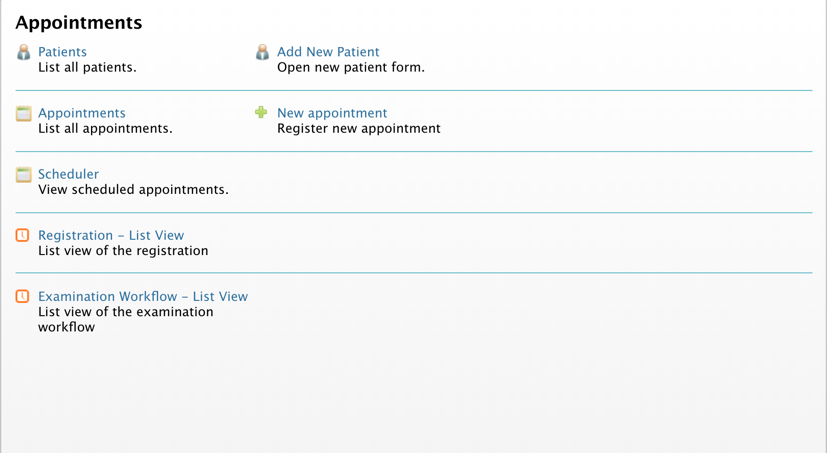 Appointments
Patients
List all patients.
Add New Patient
Open new patient form.
Appointments
List all appointments.
New appointment
Register new appointment
Scheduler
View scheduled appointments.
Registration – List View
List view of the registration
Examination Workflow – List View
List view of the examination
workflow